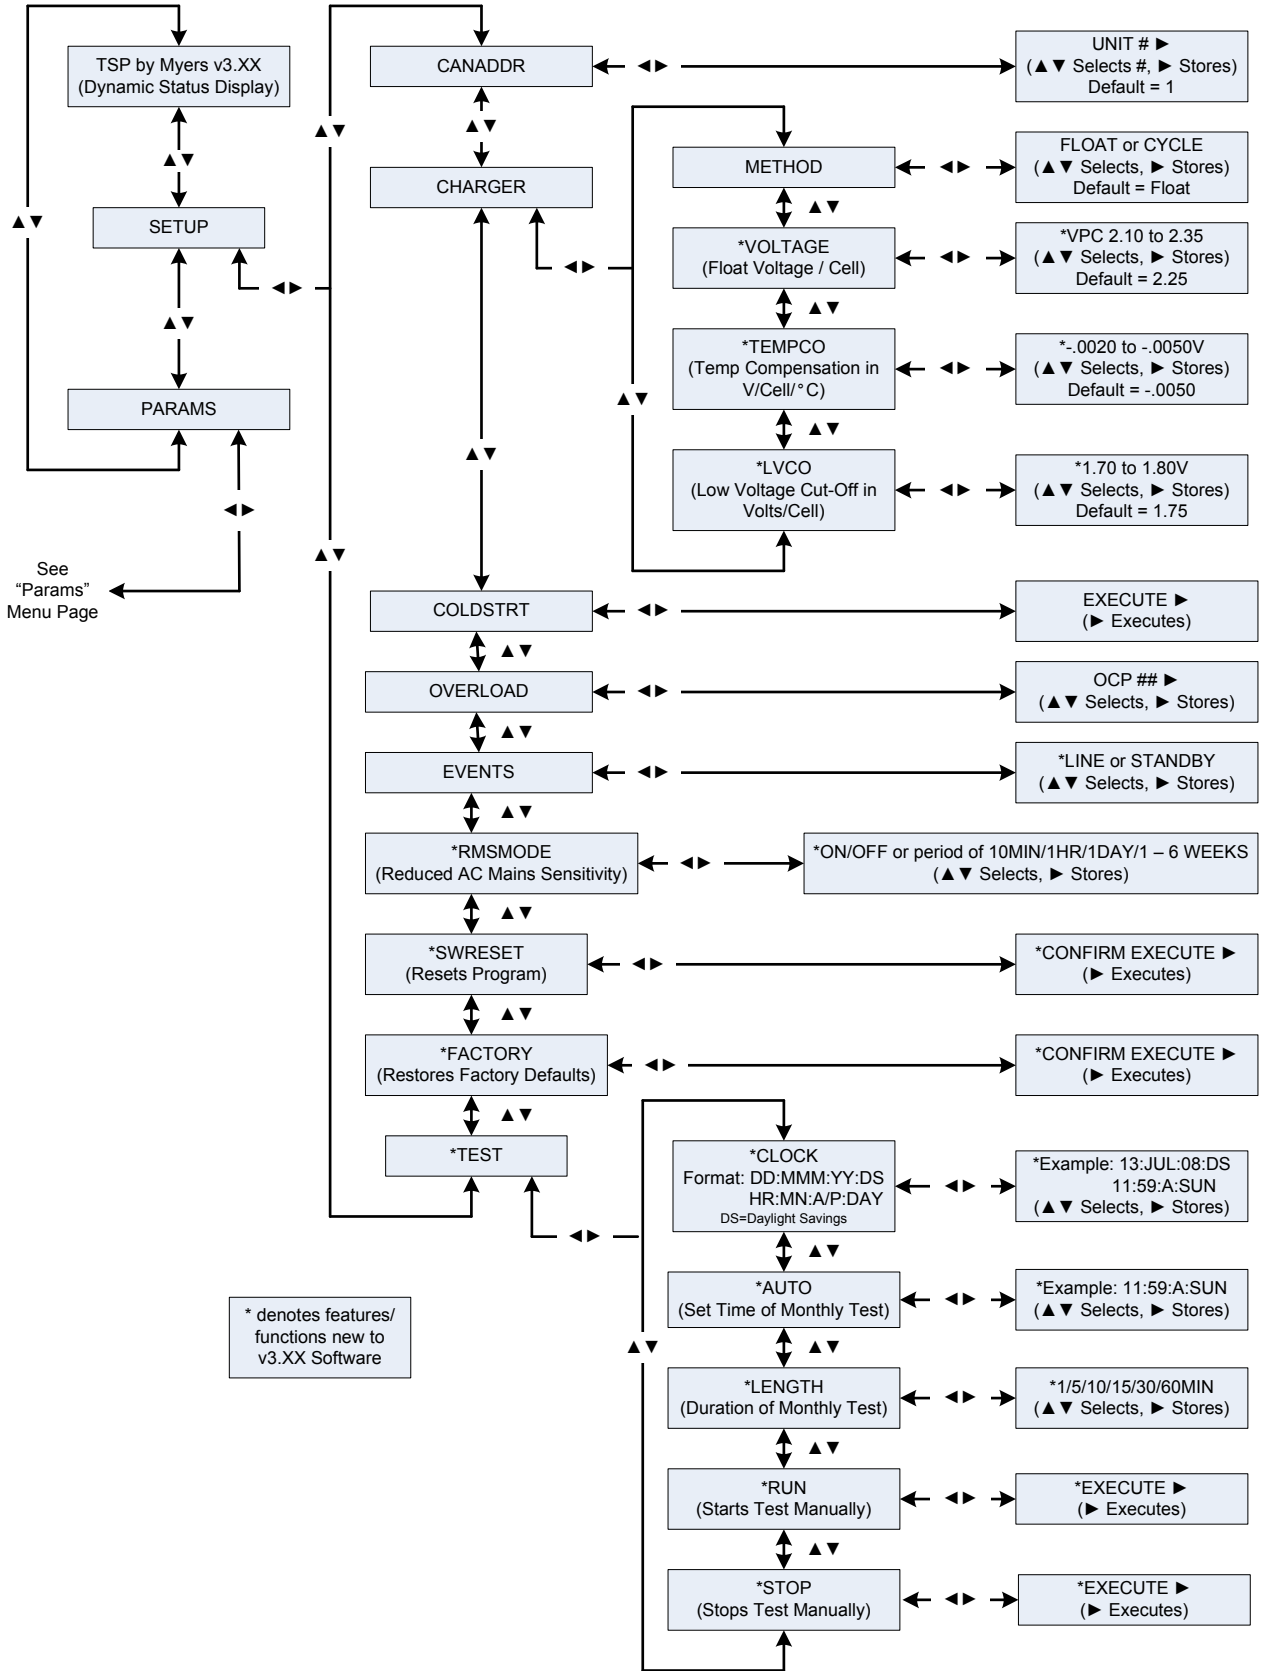 TSP by Myers v3.XX
(Dynamic Status Display)
▲▼
SETUP
▲▼
◄►
▲▼
PARAMS
◄►
See
“Params”
Menu Page
▲▼
▲▼
CANADDR
◄►
UNIT # ►
(▲▼ Selects #, ► Stores)
Default = 1
▲▼
CHARGER
◄►
▲▼
METHOD
◄►
FLOAT or CYCLE
(▲▼ Selects, ► Stores)
Default = Float
▲▼
*VOLTAGE
(Float Voltage / Cell)
◄►
*VPC 2.10 to 2.35
(▲▼ Selects, ► Stores)
Default = 2.25
▲▼
*TEMPCO
(Temp Compensation in
V/Cell/°C)
◄►
*-.0020 to -.0050V
(▲▼ Selects, ► Stores)
Default = -.0050
▲▼
*LVCO
(Low Voltage Cut-Off in
Volts/Cell)
◄►
*1.70 to 1.80V
(▲▼ Selects, ► Stores)
Default = 1.75
▲▼
▲▼
COLDSTRT
◄►
EXECUTE ►
(► Executes)
▲▼
OVERLOAD
◄►
OCP ## ►
(▲▼ Selects, ► Stores)
▲▼
EVENTS
◄►
*LINE or STANDBY
(▲▼ Selects, ► Stores)
▲▼
*RMSMODE
(Reduced AC Mains Sensitivity)
◄►
*ON/OFF or period of 10MIN/1HR/1DAY/1 – 6 WEEKS
(▲▼ Selects, ► Stores)
▲▼
*SWRESET
(Resets Program)
◄►
*CONFIRM EXECUTE ►
(► Executes)
▲▼
*FACTORY
(Restores Factory Defaults)
◄►
*CONFIRM EXECUTE ►
(► Executes)
▲▼
*TEST
◄►
▲▼
*CLOCK
Format: DD:MMM:YY:DS
HR:MN:A/P:DAY
DS=Daylight Savings
◄►
*Example: 13:JUL:08:DS
11:59:A:SUN
(▲▼ Selects, ► Stores)
▲▼
*AUTO
(Set Time of Monthly Test)
◄►
*Example: 11:59:A:SUN
(▲▼ Selects, ► Stores)
▲▼
*LENGTH
(Duration of Monthly Test)
◄►
*1/5/10/15/30/60MIN
(▲▼ Selects, ► Stores)
▲▼
*RUN
(Starts Test Manually)
◄►
*EXECUTE ►
(► Executes)
▲▼
*STOP
(Stops Test Manually)
◄►
*EXECUTE ►
(► Executes)
* denotes features/
functions new to
v3.XX Software